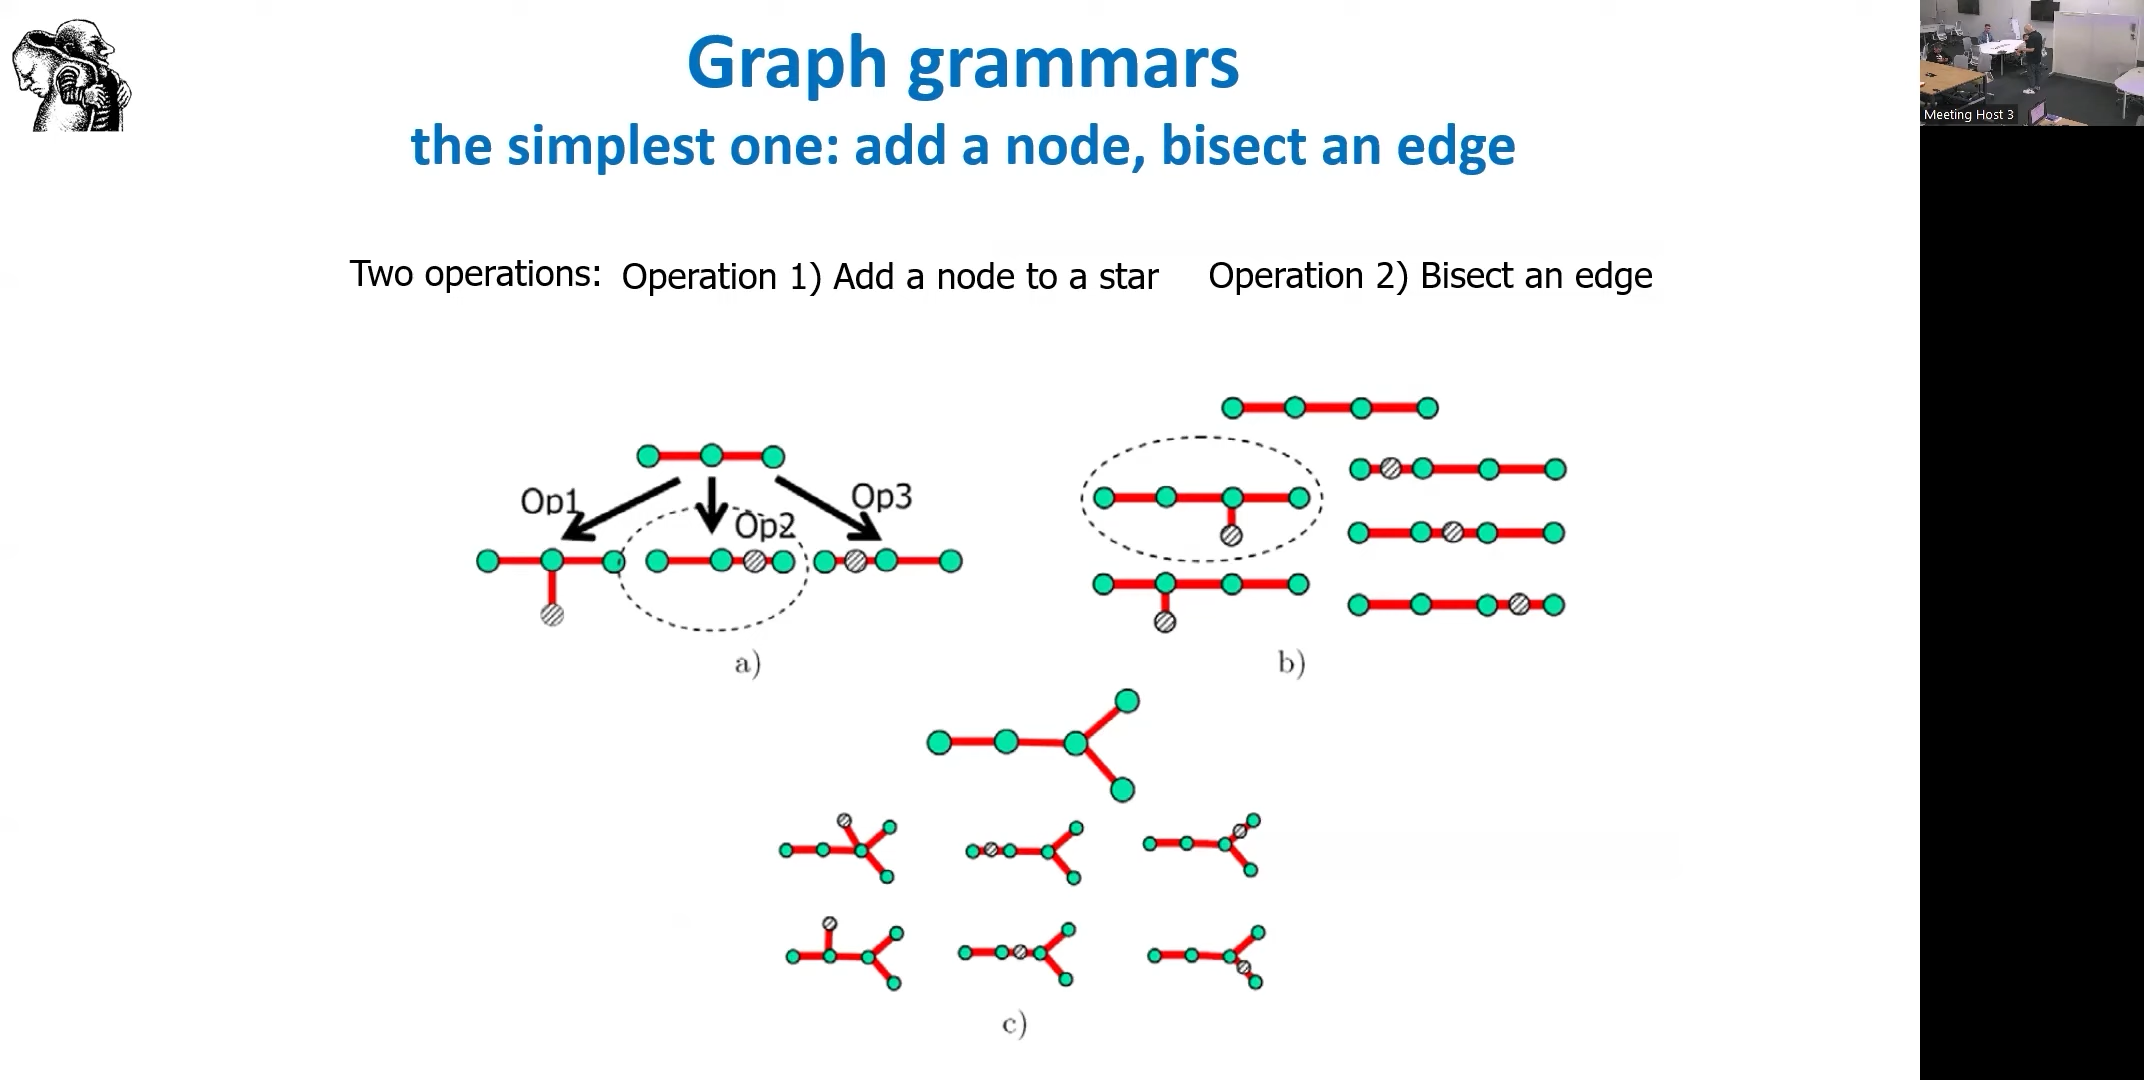 Graph grammars
the simplest one: add a node, bisect an edge
Two operations: Operation 1) Add a node to a star Operation 2) Bisect an edge
Op1
Op2
Op3
a)
b)
c)
Meeting Host 3